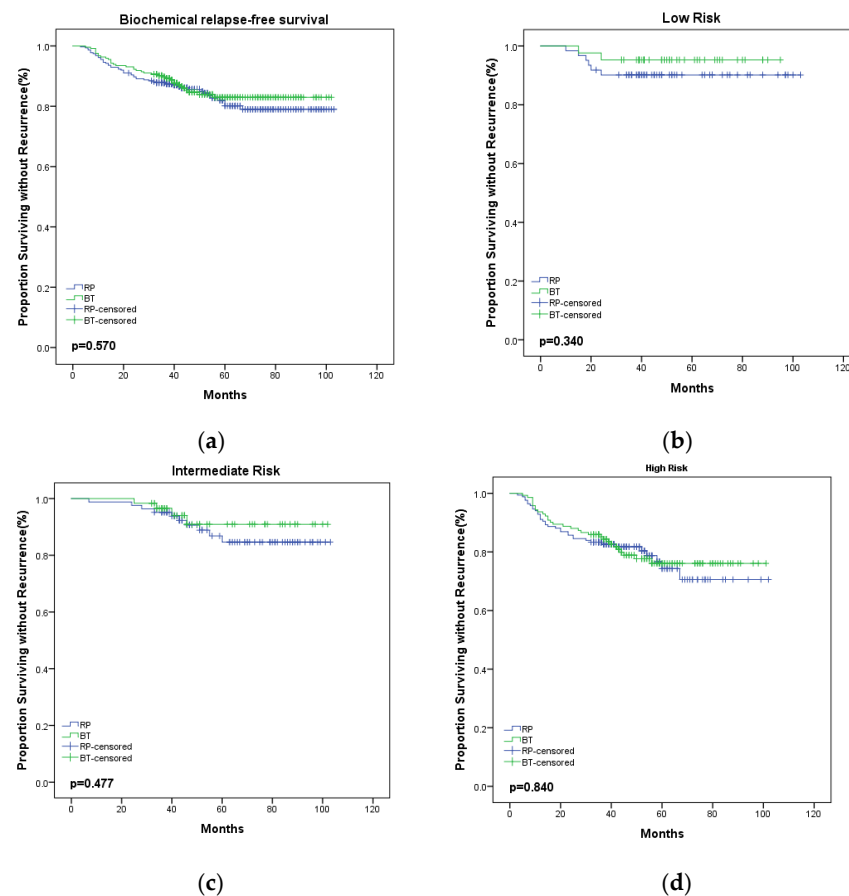 Biochemical relapse-free survival
Proportion Surviving without Recurrence(%)
1.0
0.8
0.6
0.4
0.2
0.0
RP
BT
RP-censored
BT-censored
p=0.570
0 20 40 60 80 100 120
Months
(a)
Low Risk
Proportion Surviving without Recurrence(%)
1.0
0.8
0.6
0.4
0.2
0.0
RP
BT
RP-censored
BT-censored
p=0.340
0 20 40 60 80 100 120
Months
(b)
Intermediate Risk
Proportion Surviving without Recurrence(%)
1.0
0.8
0.6
0.4
0.2
0.0
RP
BT
RP-censored
BT-censored
p=0.477
0 20 40 60 80 100 120
Months
(c)
High Risk
Proportion Surviving without Recurrence(%)
1.0
0.8
0.6
0.4
0.2
0.0
RP
BT
RP-censored
BT-censored
p=0.840
0 20 40 60 80 100 120
Months
(d)